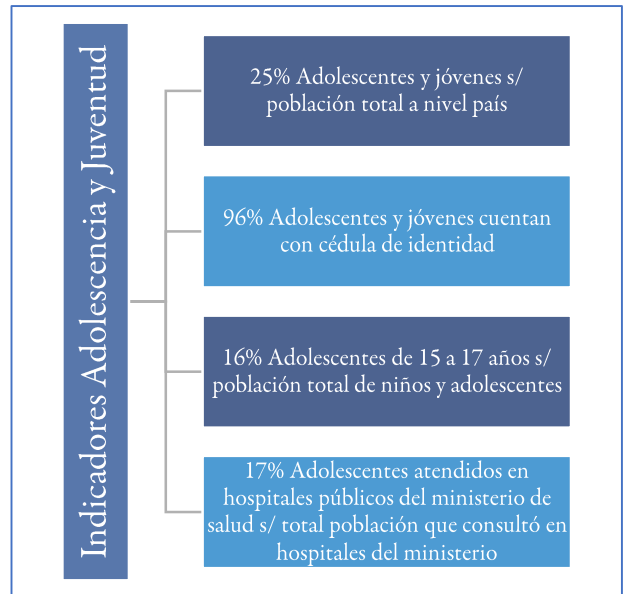 Indicadores Adolescencia y Juventud
25% Adolescentes y jóvenes s/
población total a nivel país
96% Adolescentes y jóvenes cuentan
con cédula de identidad
16% Adolescentes de 15 a 17 años s/
población total de niños y adolescentes
17% Adolescentes atendidos en
hospitales públicos del ministerio de
salud s/ total población que consultó en
hospitales del ministerio